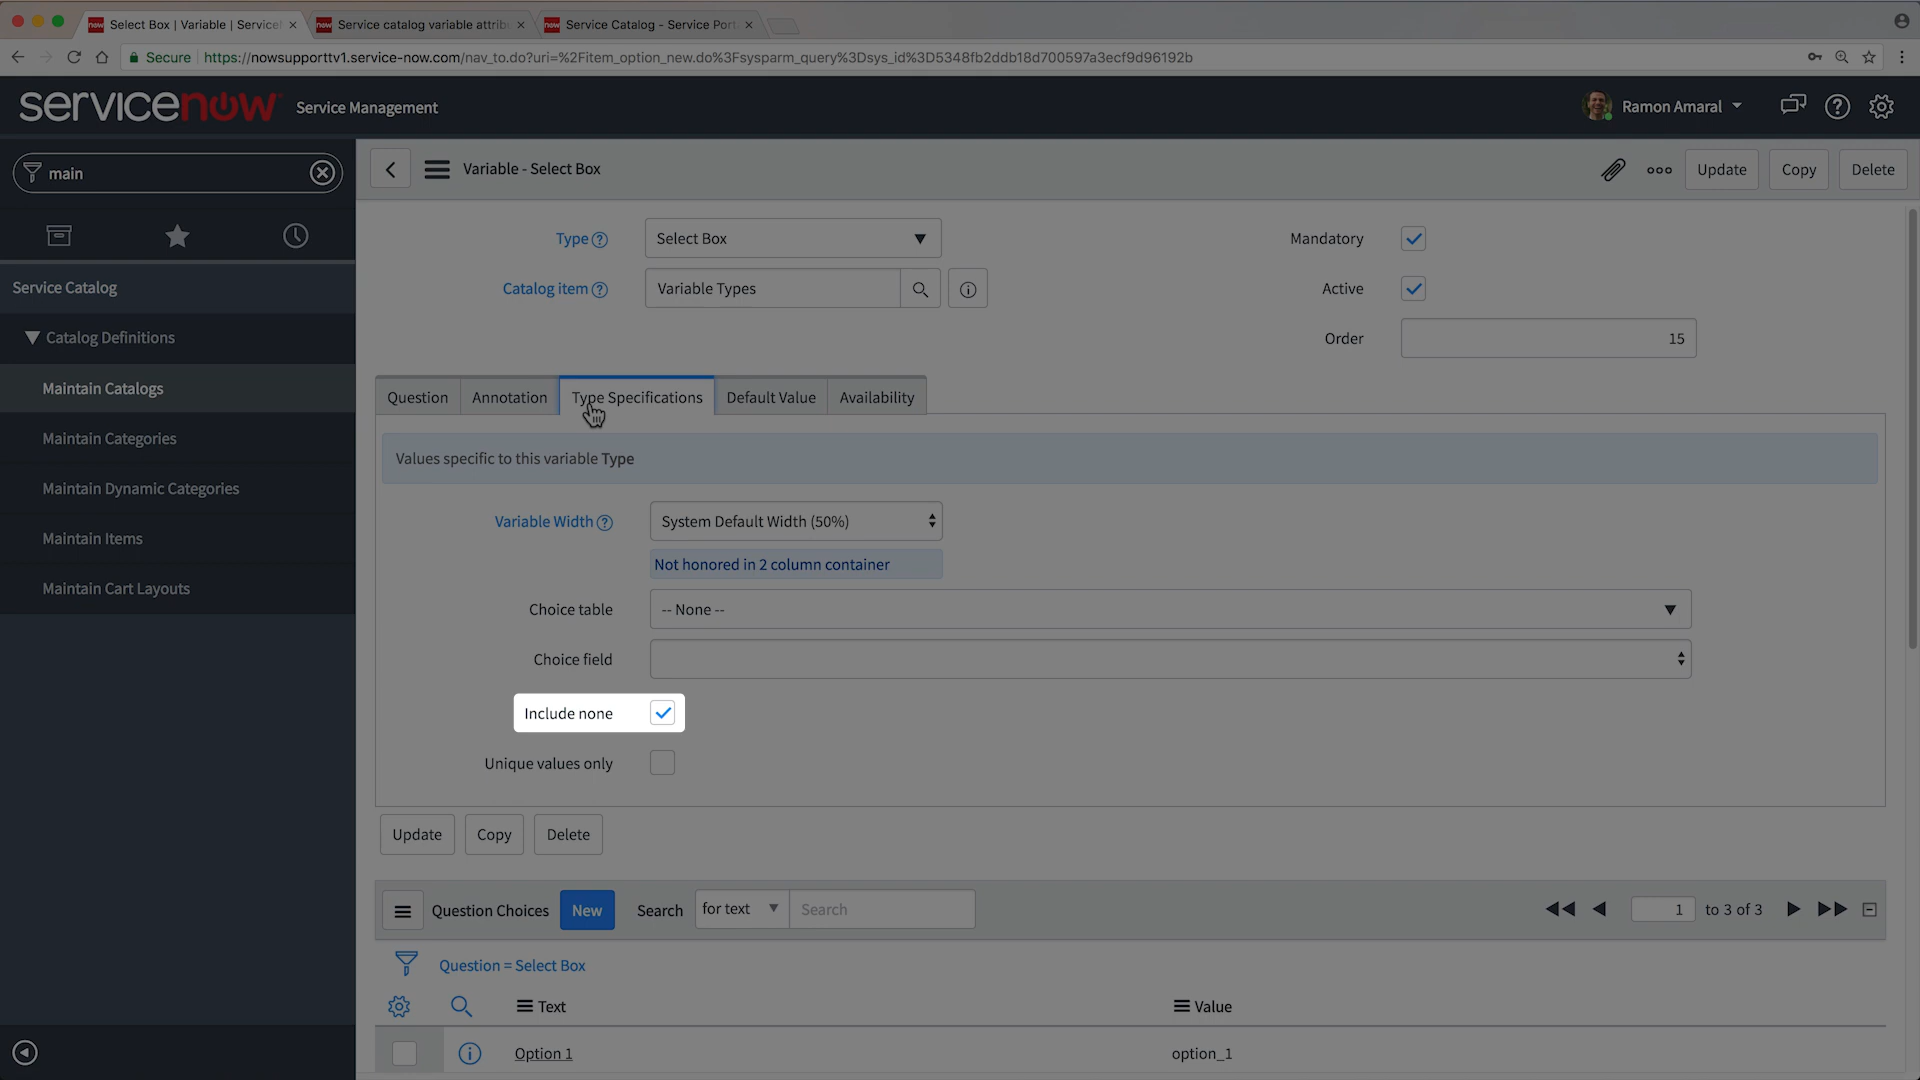 Select Box | Variable | Service!
Service catalog variable attrib
Service Catalog - Service Port
Secure
https://nowsupporttv1.service-now.com/nav_to.do?uri=%2Fitem_option_new.do%3Fsysparm_query%3Dsys_id%3D5348fb2ddb18d700597a3ecf9d96192b
servicenow Service Management
Ramon Amaral
main
Variable - Select Box
Update
Copy
Delete
Type
Select Box
Mandatory
Service Catalog
Catalog item
Variable Types
Active
Catalog Definitions
Order
15
Maintain Catalogs
Question
Annotation
Type Specifications
Default Value
Availability
Maintain Categories
Values specific to this variable Type
Maintain Dynamic Categories
Variable Width
System Default Width (50%)
Maintain Items
Not honored in 2 column container
Maintain Cart Layouts
Choice table
-- None --
Choice field
Include none
Unique values only
Update
Copy
Delete
Question Choices
New
Search
for text
Search
1
to 3 of 3
Question = Select Box
Text
Value
Option 1
option_1